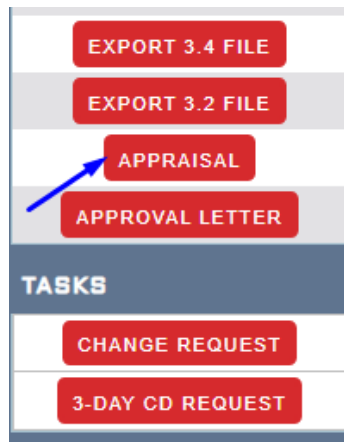 EXPORT 3.4 FILE
EXPORT 3.2 FILE
APPRAISAL
APPROVAL LETTER
TASKS
CHANGE REQUEST
3-DAY CD REQUEST